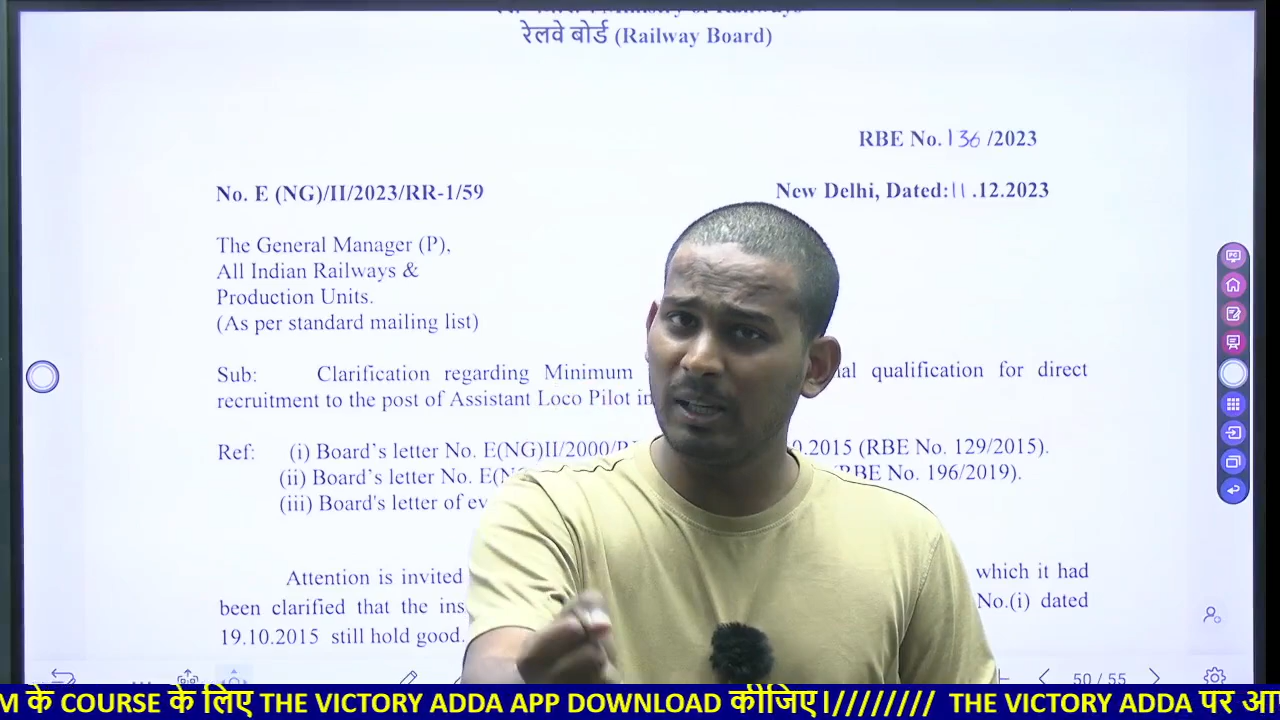 Ministry of Railways
रेलवे बोर्ड (Railway Board)
RBE No. 136 /2023
No. E (NG)/II/2023/RR-1/59 New Delhi, Dated: 11 .12.2023
The General Manager (P),
All Indian Railways &
Production Units.
(As per standard mailing list)
Sub: Clarification regarding Minimum qualification for direct
recruitment to the post of Assistant Loco Pilot in
Ref: (i) Board's letter No. E(NG)II/2000/ .2015 (RBE No. 129/2015).
(ii) Board's letter No. RBE No. 196/2019).
(iii) Board's letter of
Attention is invited which it had
been clarified that the No.(i) dated
19.10.2015 still hold good.
50 / 55
M के COURSE के लिए THE VICTORY ADDA APP DOWNLOAD कीजिए।//////// THE VICTORY ADDA पर